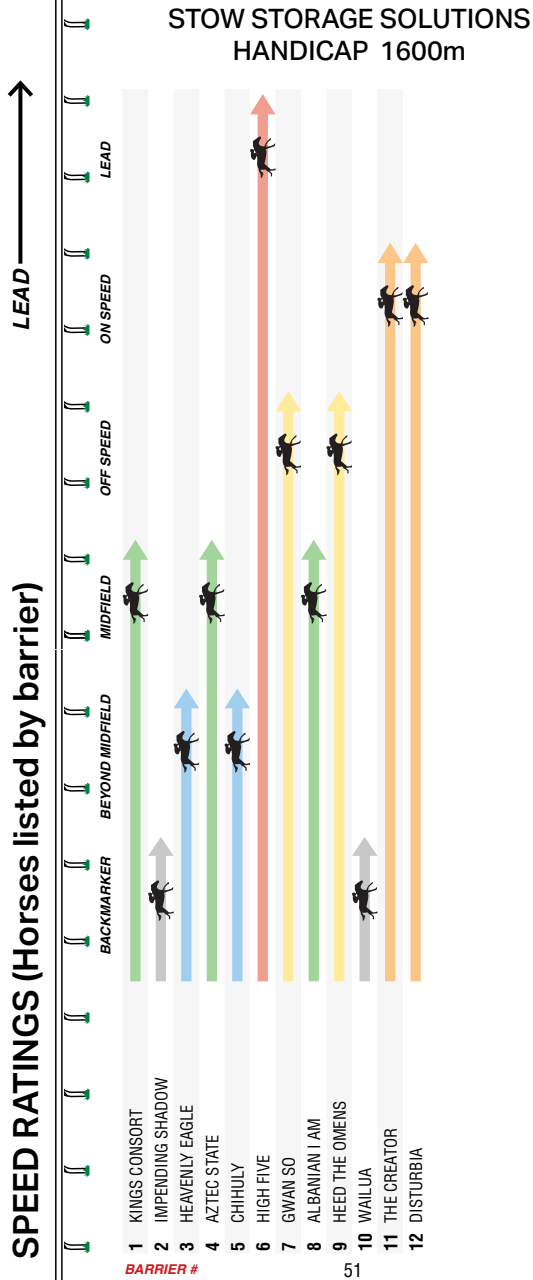 STOW STORAGE SOLUTIONS
HANDICAP 1600m
SPEED RATINGS (Horses listed by barrier)
LEAD
BACKMARKER
BEYOND MIDFIELD
MIDFIELD
OFF SPEED
ON SPEED
LEAD
BARRIER #
1 KINGS CONSORT
2 IMPENDING SHADOW
3 HEAVENLY EAGLE
4 AZTEC STATE
5 CHIHULY
6 HIGH FIVE
7 GWAN SO
8 ALBANIAN I AM
9 HEED THE OMENS
10 WAILUA
11 THE CREATOR
12 DISTURBIA
51